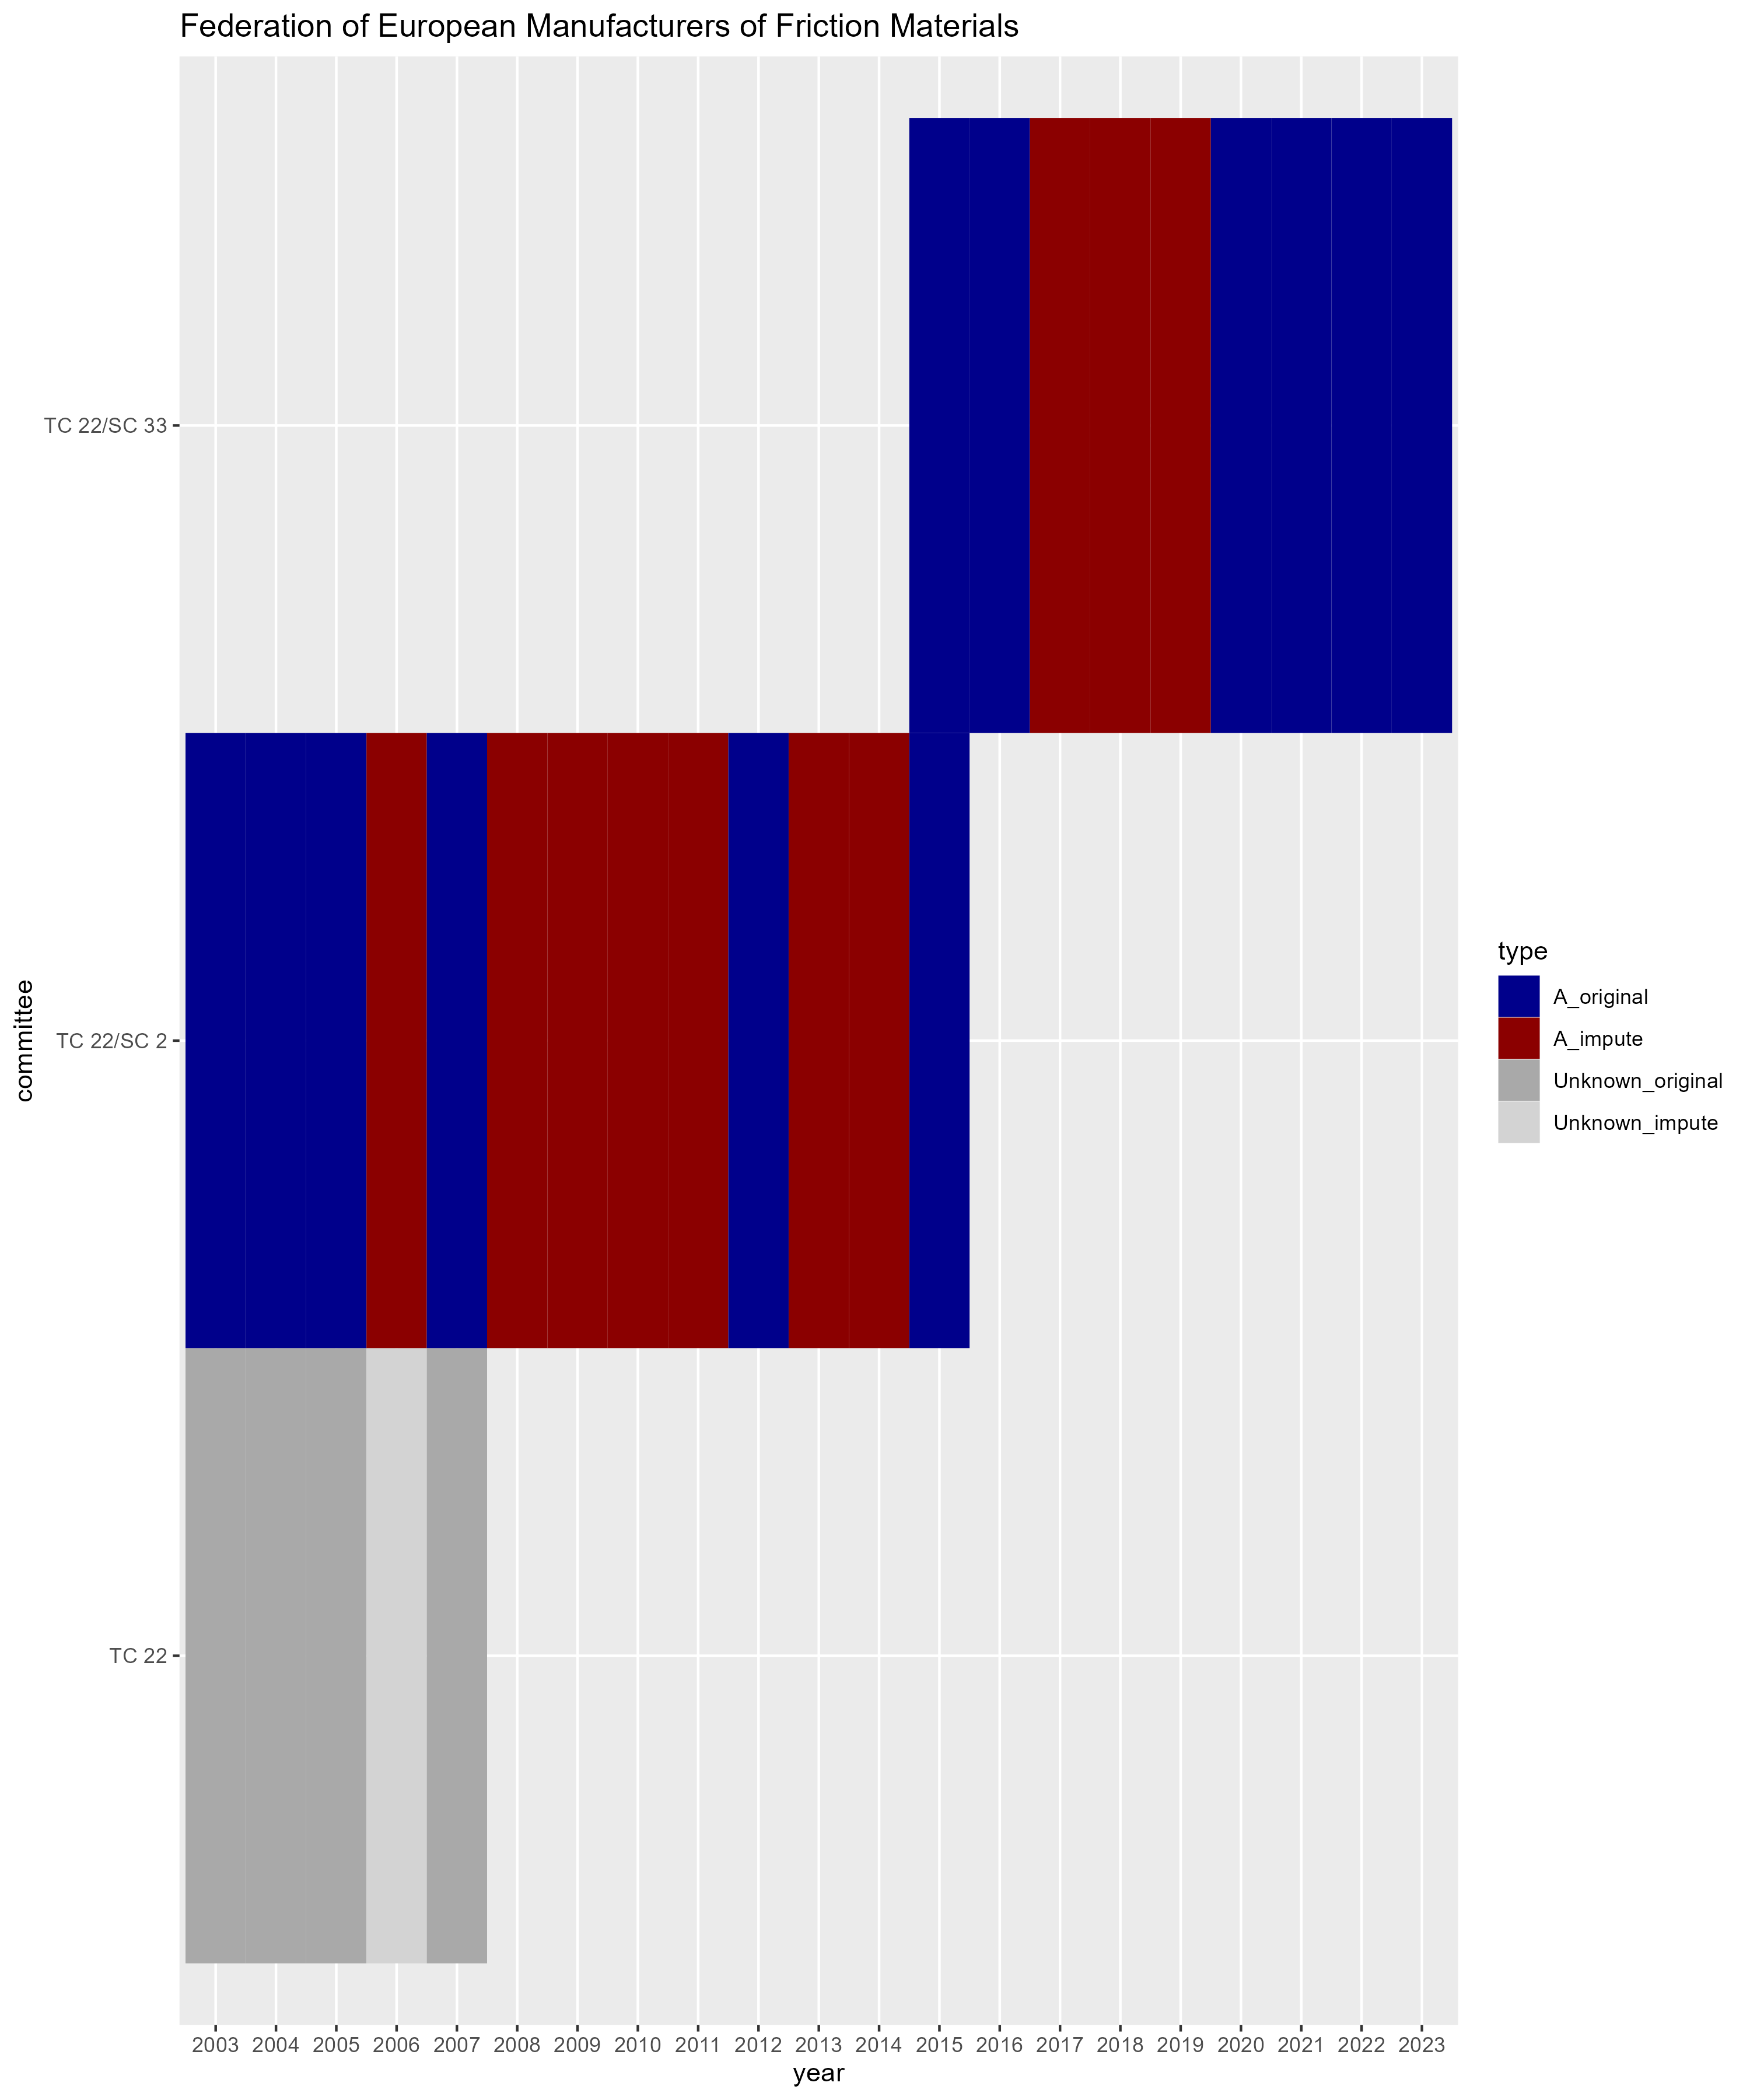 Federation of European Manufacturers of Friction Materials
TC 22/SC 33
TC 22/SC 2
TC 22
committee
2003 2004 2005 2006 2007 2008 2009 2010 2011 2012 2013 2014 2015 2016 2017 2018 2019 2020 2021 2022 2023
year
type
A_original
A_impute
Unknown_original
Unknown_impute